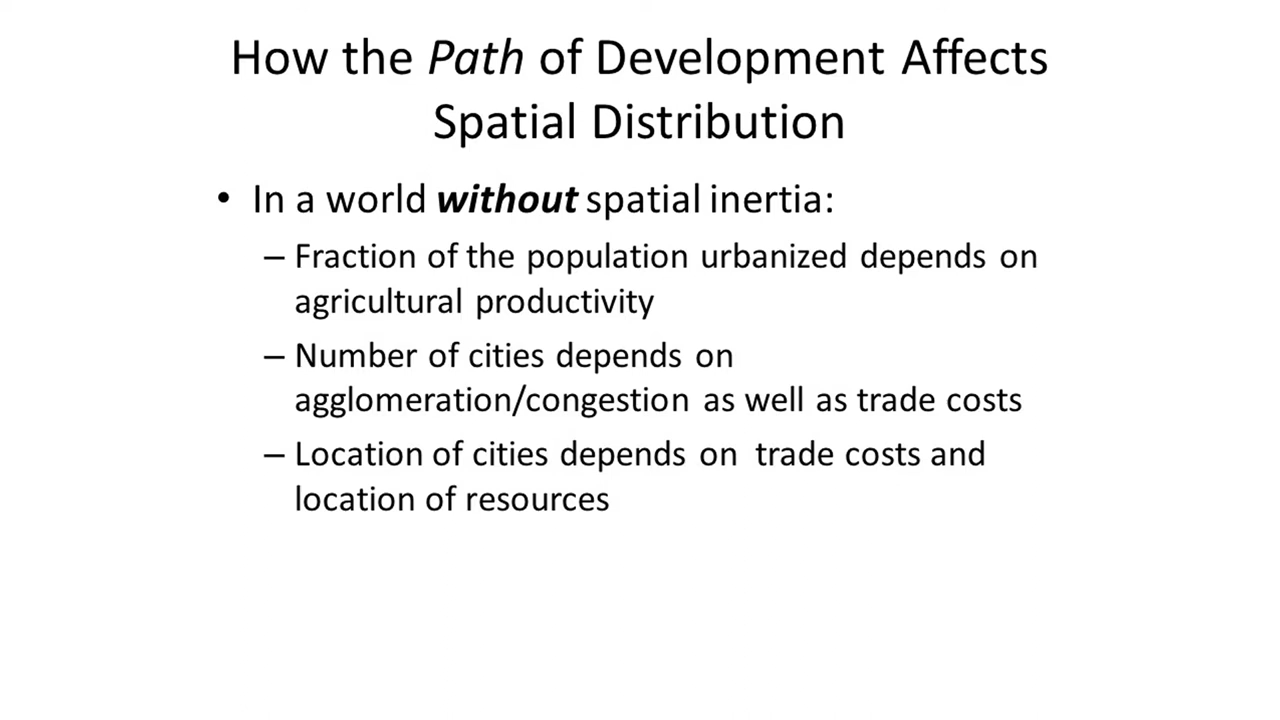 How the Path of Development Affects
Spatial Distribution
• In a world without spatial inertia:
– Fraction of the population urbanized depends on
agricultural productivity
– Number of cities depends on
agglomeration/congestion as well as trade costs
– Location of cities depends on trade costs and
location of resources